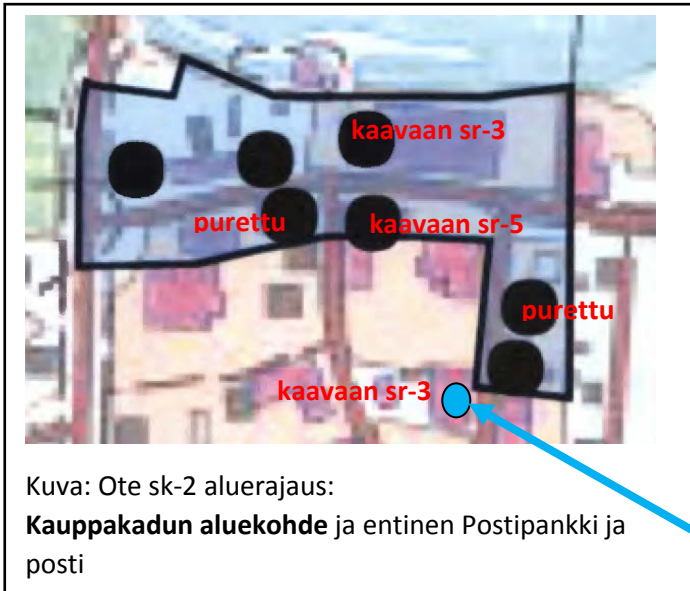 kaavaan sr-3
purettu
kaavaan sr-5
purettu
kaavaan sr-3
Kuva: Ote sk-2 aluerajaus:
Kauppakadun aluekohde ja entinen Postipankki ja
posti